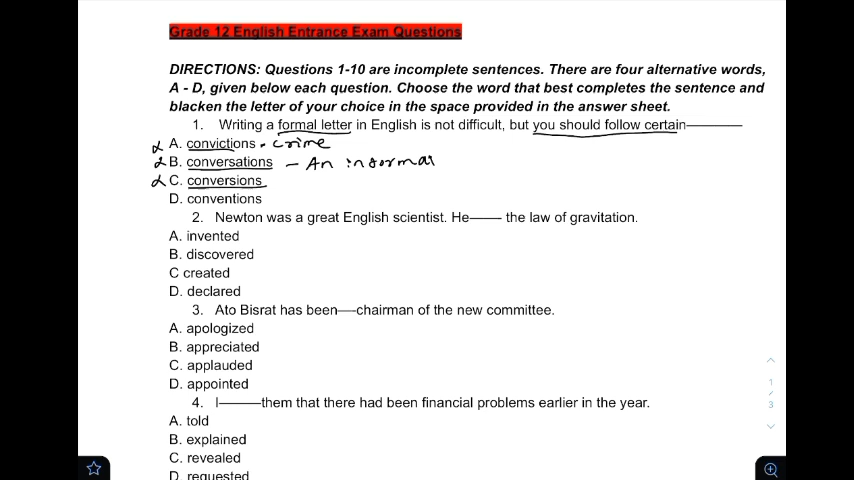 Grade 12 English Entrance Exam Questions
DIRECTIONS: Questions 1-10 are incomplete sentences. There are four alternative words,
A - D, given below each question. Choose the word that best completes the sentence and
blacken the letter of your choice in the space provided in the answer sheet.
1. Writing a formal letter in English is not difficult, but you should follow certain———
A. convictions - crime
B. conversations - An informal
C. conversions
D. conventions
2. Newton was a great English scientist. He—— the law of gravitation.
A. invented
B. discovered
C created
D. declared
3. Ato Bisrat has been—-chairman of the new committee.
A. apologized
B. appreciated
C. applauded
D. appointed
4. I———them that there had been financial problems earlier in the year.
A. told
B. explained
C. revealed
D. requested
1
/
3